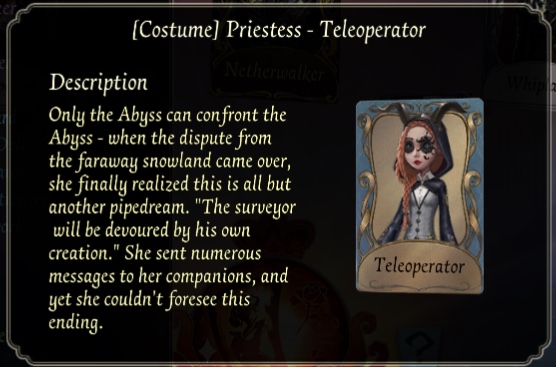 [Costume] Priestess - Teleoperator
Netherwalker
Description
Only the Abyss can confront the
Abyss - when the dispute from
the faraway snowland came over,
she finally realized this is all but
another pipedream. "The surveyor
will be devoured by his own
creation." She sent numerous
messages to her companions, and
yet she couldn't foresee this
ending.
Teleoperator